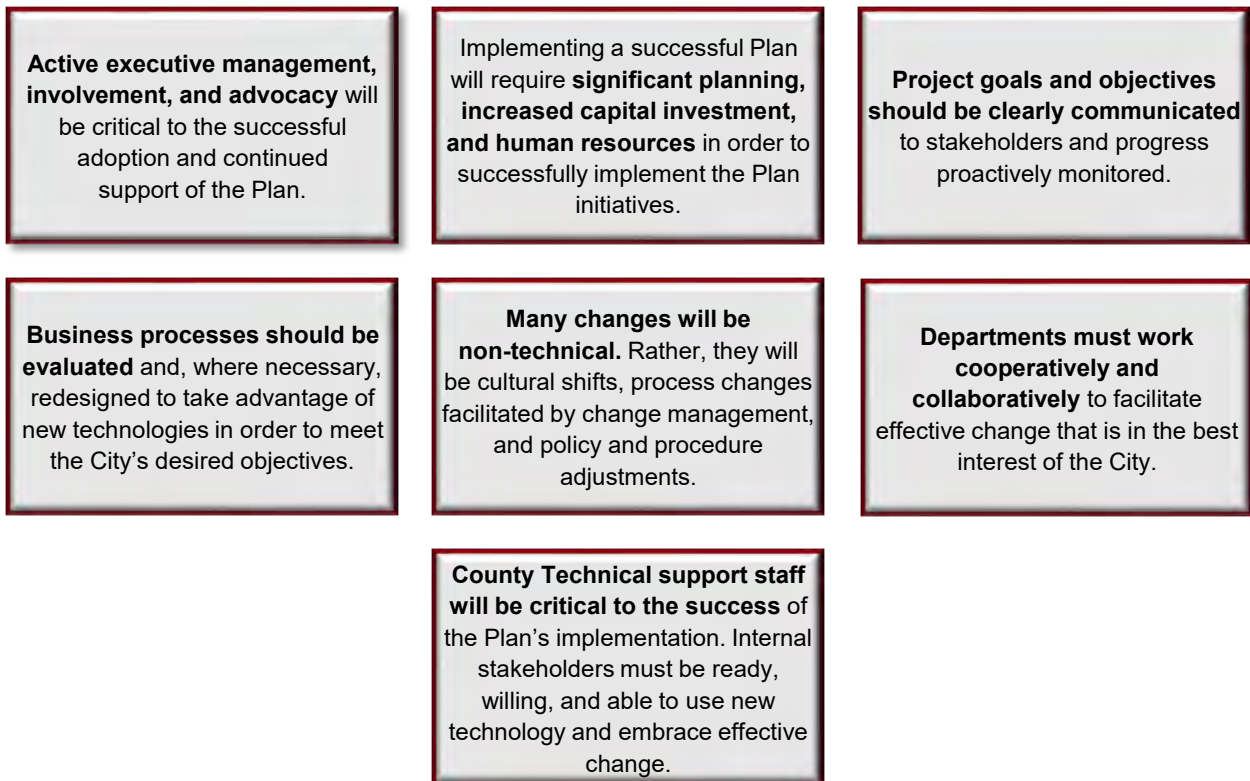 Active executive management,
involvement, and advocacy will
be critical to the successful
adoption and continued
support of the Plan.
Implementing a successful Plan
will require significant planning,
increased capital investment,
and human resources in order to
successfully implement the Plan
initiatives.
Project goals and objectives
should be clearly communicated
to stakeholders and progress
proactively monitored.
Business processes should be
evaluated and, where necessary,
redesigned to take advantage of
new technologies in order to meet
the City’s desired objectives.
Many changes will be
non-technical. Rather, they will
be cultural shifts, process changes
facilitated by change management,
and policy and procedure
adjustments.
Departments must work
cooperatively and
collaboratively to facilitate
effective change that is in the best
interest of the City.
County Technical support staff
will be critical to the success of
the Plan’s implementation. Internal
stakeholders must be ready,
willing, and able to use new
technology and embrace effective
change.